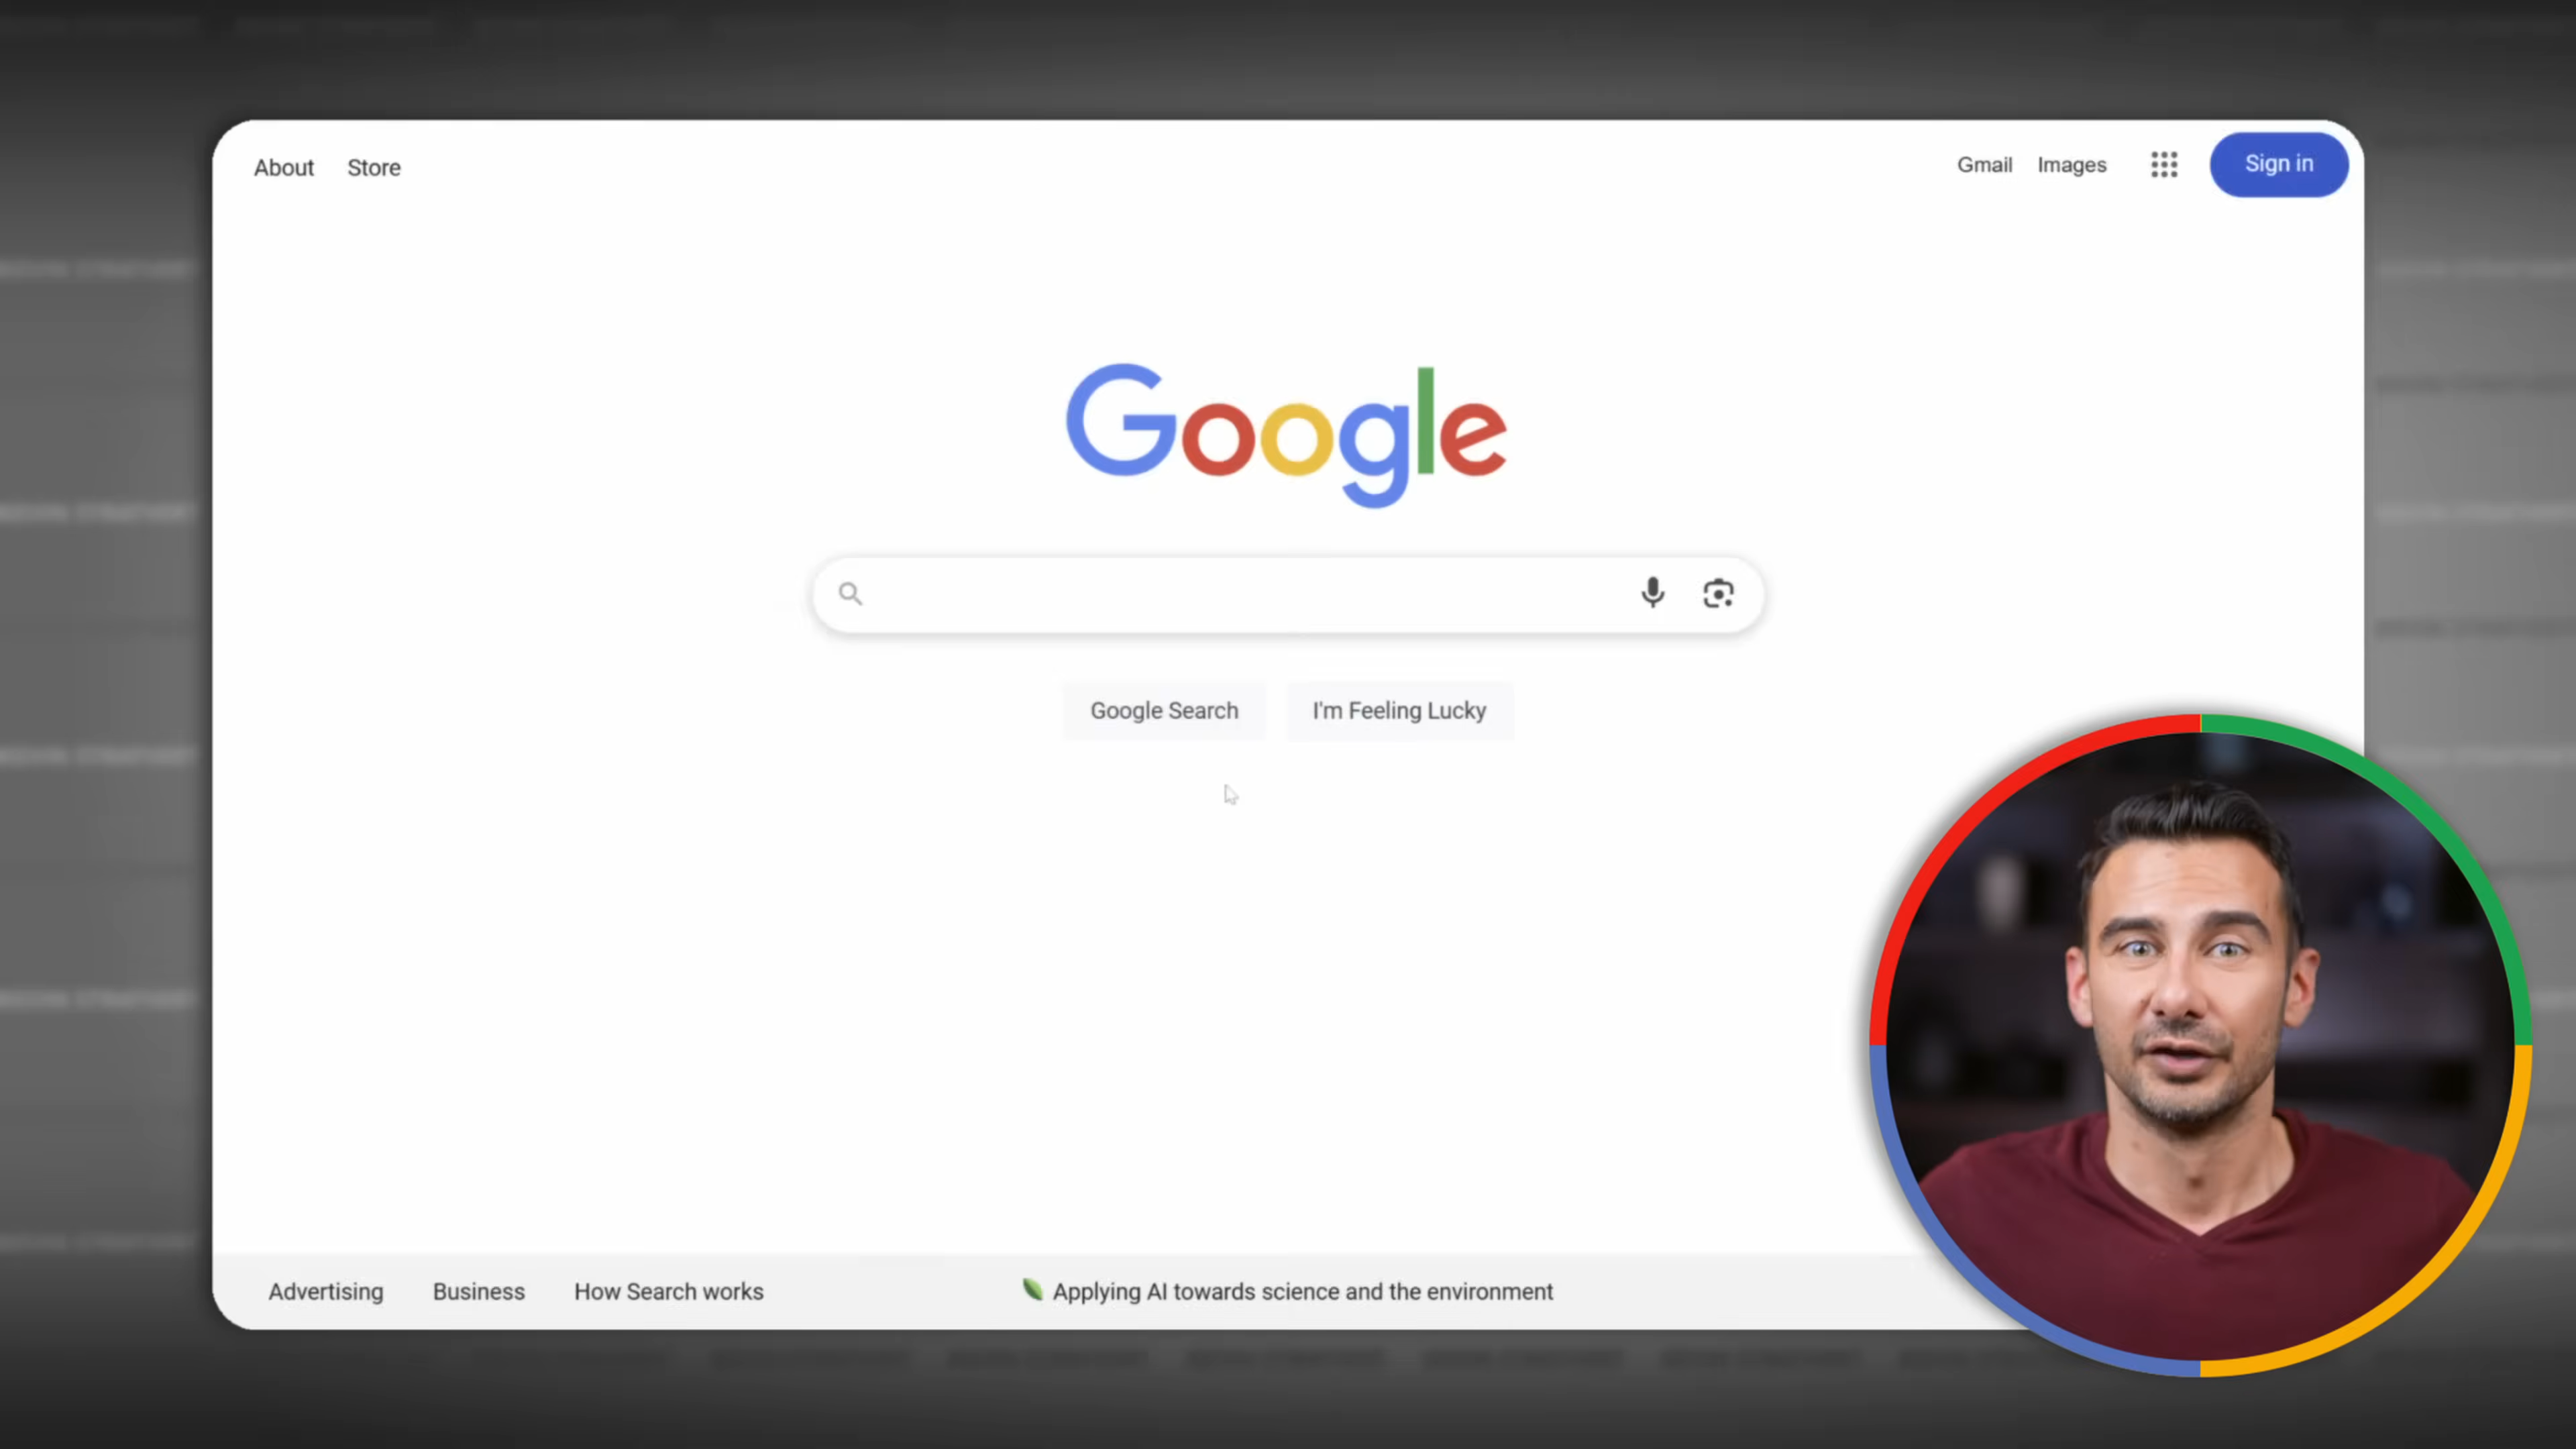 About Store
Gmail Images Sign in
Google
Google Search I'm Feeling Lucky
Advertising Business How Search works Applying AI towards science and the environment